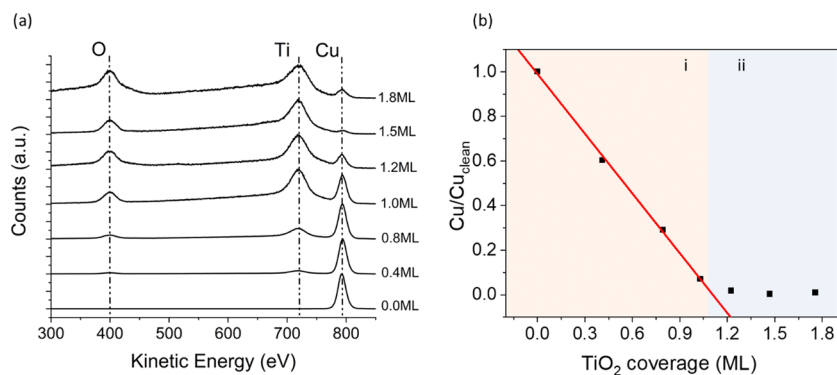 (a)
O
Ti
Cu
1.8ML
1.5ML
1.2ML
1.0ML
0.8ML
0.4ML
0.0ML
Counts (a.u.)
300 400 500 600 700 800
Kinetic Energy (eV)
(b)
i
ii
1.0
0.8
0.6
0.4
0.2
0.0
Cu/Cu_clean
0.0 0.3 0.6 0.9 1.2 1.5 1.8
TiO₂ coverage (ML)